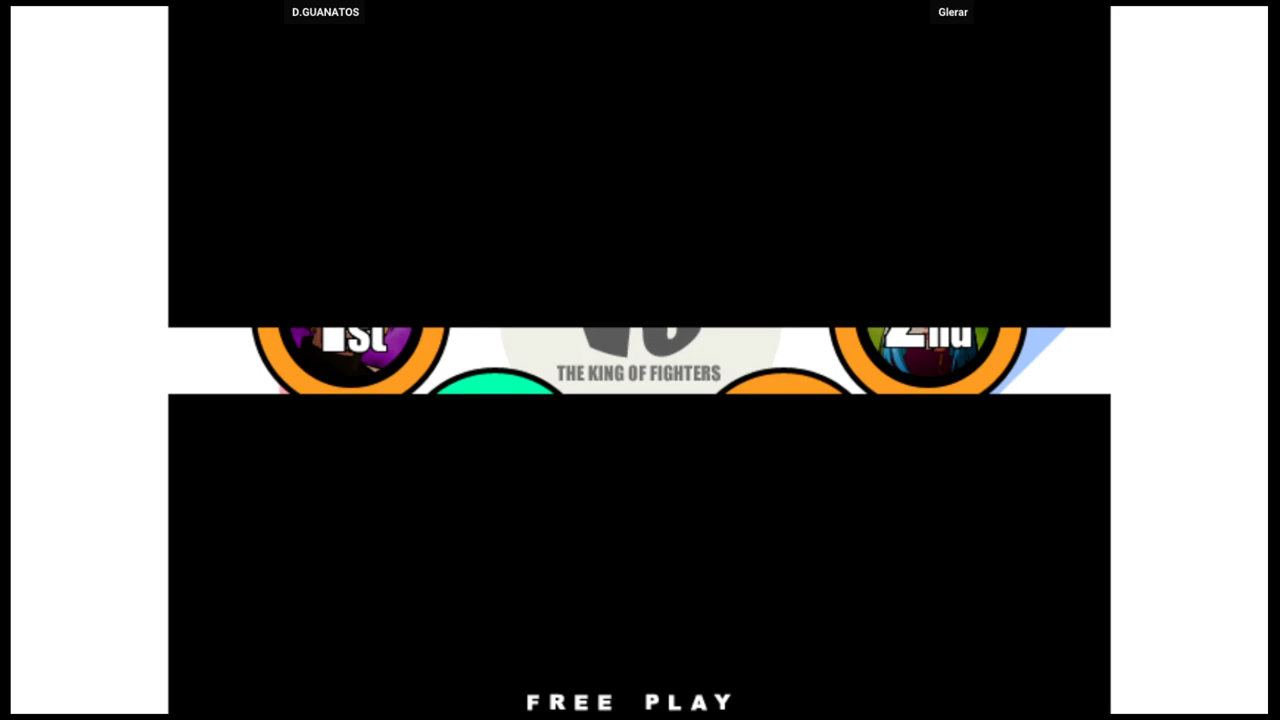 D.GUANATOS
Glerar
1st
2nd
THE KING OF FIGHTERS
FREE PLAY